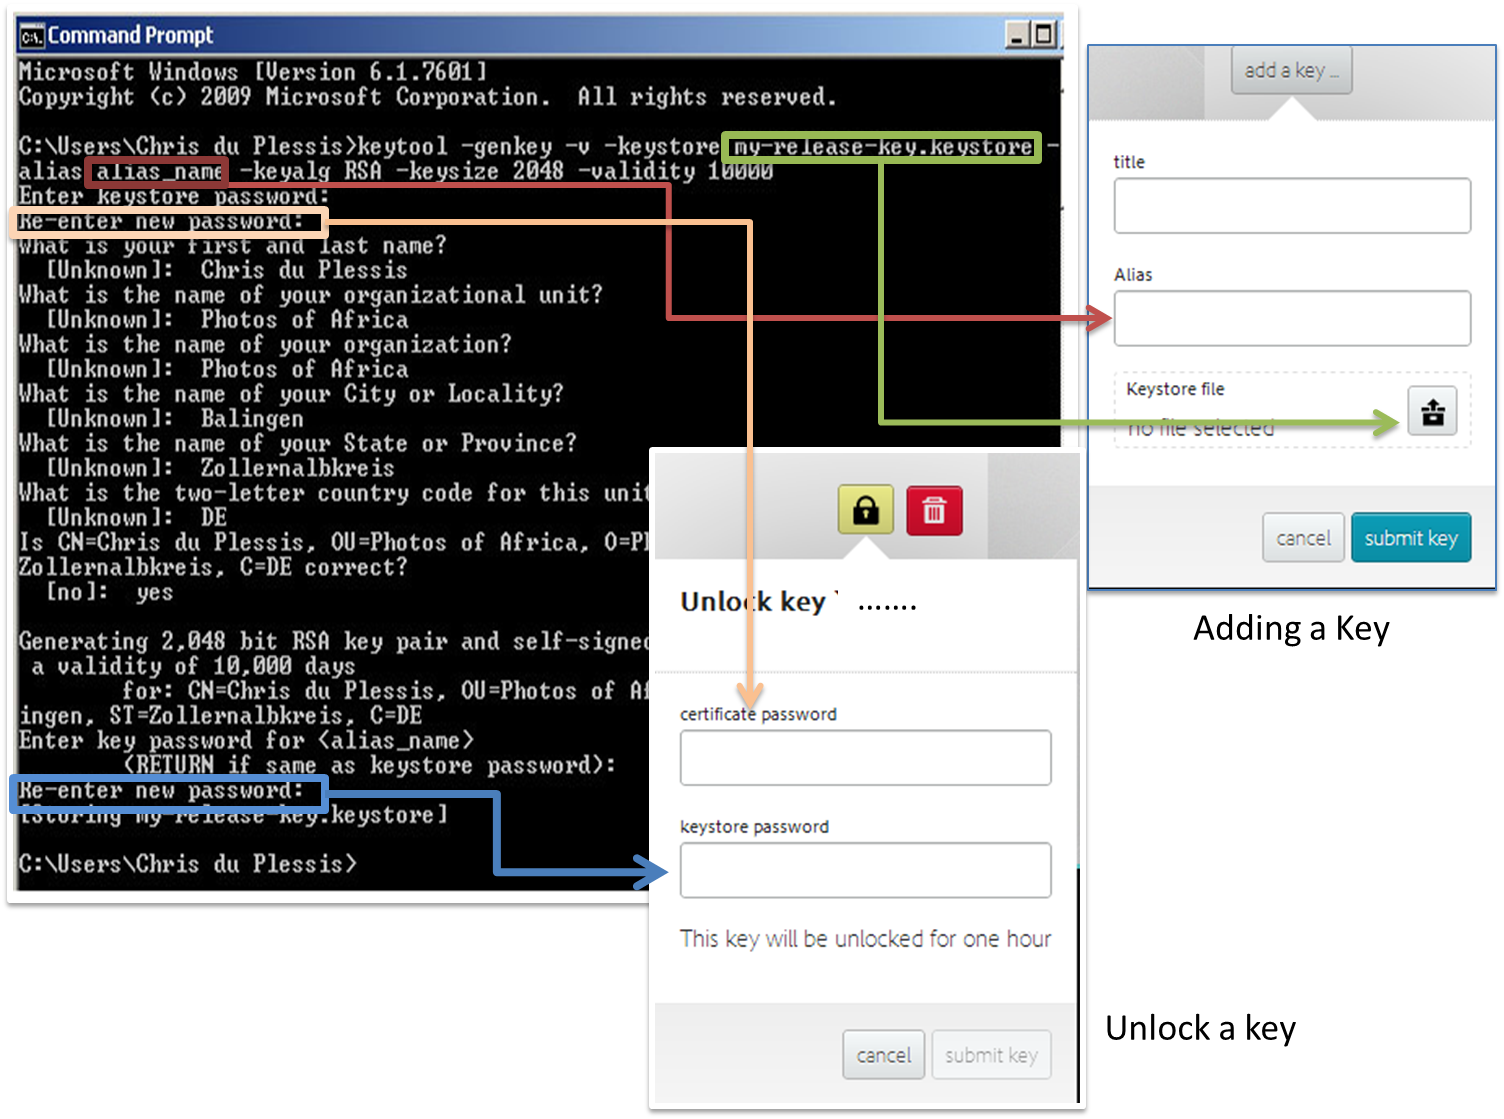 Command Prompt
Microsoft Windows [Version 6.1.7601]
Copyright (c) 2009 Microsoft Corporation.  All rights reserved.
C:\Users\Chris du Plessis>keytool -genkey -v -keystore my-release-key.keystore -
alias alias_name -keyalg RSA -keysize 2048 -validity 10000
Enter keystore password:
Re-enter new password:
What is your first and last name?
[Unknown]:  Chris du Plessis
What is the name of your organizational unit?
[Unknown]:  Photos of Africa
What is the name of your organization?
[Unknown]:  Photos of Africa
What is the name of your City or Locality?
[Unknown]:  Balingen
What is the name of your State or Province?
[Unknown]:  Zollernalbkreis
What is the two-letter country code for this unit
[Unknown]:  DE
Is CN=Chris du Plessis, OU=Photos of Africa, O=Pl
Zollernalbkreis, C=DE correct?
[no]:  yes
Generating 2,048 bit RSA key pair and self-signed
a validity of 10,000 days
for: CN=Chris du Plessis, OU=Photos of Af
ingen, ST=Zollernalbkreis, C=DE
Enter key password for <alias_name>
(RETURN if same as keystore password):
Re-enter new password:
[Storing my-release-key.keystore]
C:\Users\Chris du Plessis>
add a key ...
title
Alias
Keystore file
no file selected
cancel
submit key
Adding a Key
Unlock key ' .......
certificate password
keystore password
This key will be unlocked for one hour
cancel
submit key
Unlock a key